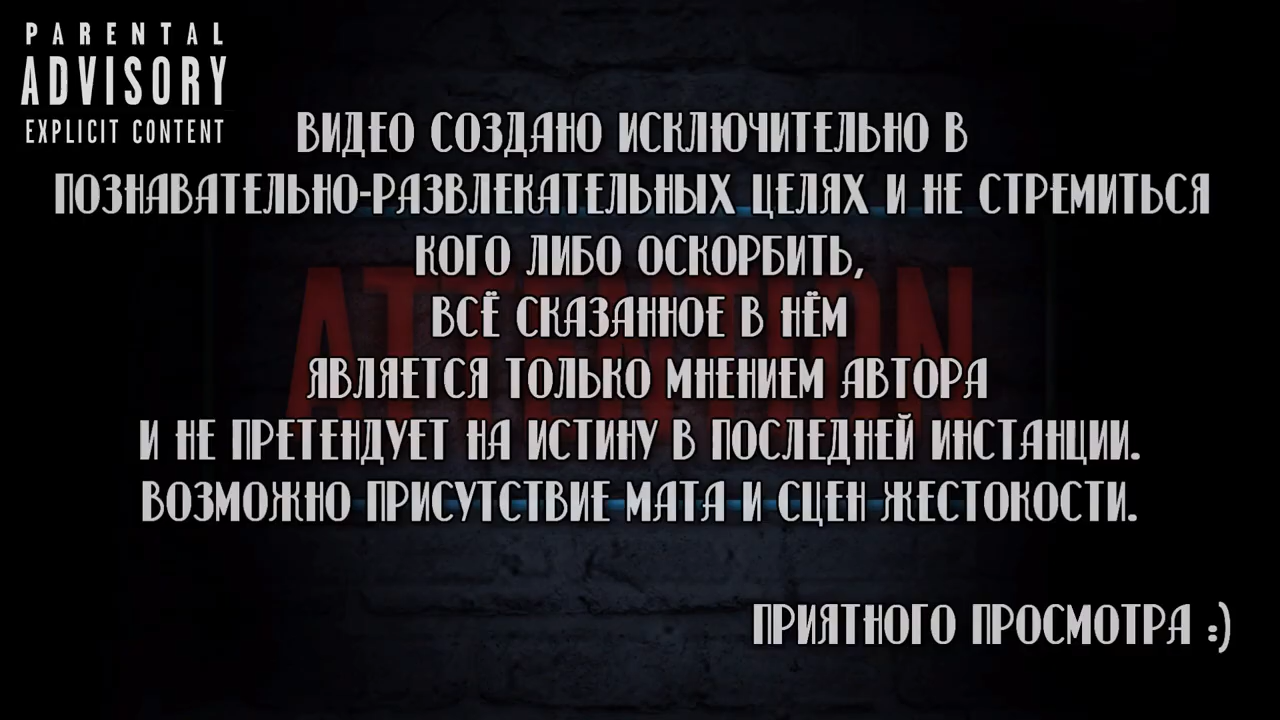 PARENTAL
ADVISORY
EXPLICIT CONTENT
ВИДЕО СОЗДАНО ИСКЛЮЧИТЕЛЬНО В
ПОЗНАВАТЕЛЬНО-РАЗВЛЕКАТЕЛЬНЫХ ЦЕЛЯХ И НЕ СТРЕМИТЬСЯ
КОГО ЛИБО ОСКОРБИТЬ,
ВСЁ СКАЗАННОЕ В НЁМ
ЯВЛЯЕТСЯ ТОЛЬКО МНЕНИЕМ АВТОРА
И НЕ ПРЕТЕНДУЕТ НА ИСТИНУ В ПОСЛЕДНЕЙ ИНСТАНЦИИ.
ВОЗМОЖНО ПРИСУТСТВИЕ МАТА И СЦЕН ЖЕСТОКОСТИ.
ПРИЯТНОГО ПРОСМОТРА :)
ATTENTION